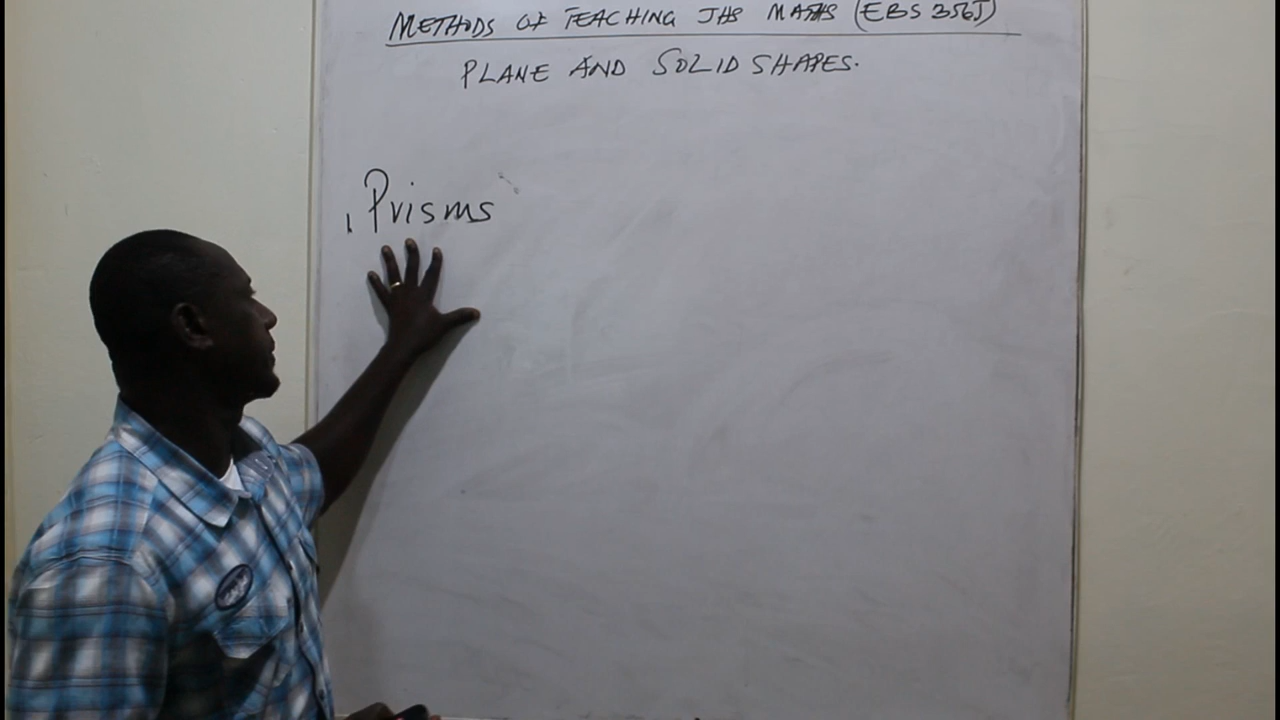 METHODS OF TEACHING JHS MATHS (EBS 356J)
PLANE AND SOLID SHAPES.
1 Prisms